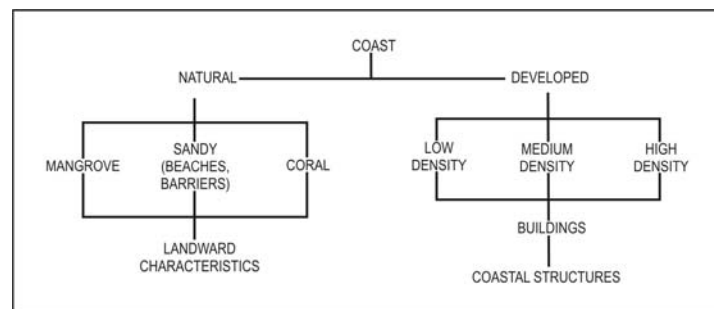 COAST
NATURAL
DEVELOPED
MANGROVE
SANDY
(BEACHES,
BARRIERS)
CORAL
LOW
DENSITY
MEDIUM
DENSITY
HIGH
DENSITY
LANDWARD
CHARACTERISTICS
BUILDINGS
COASTAL STRUCTURES